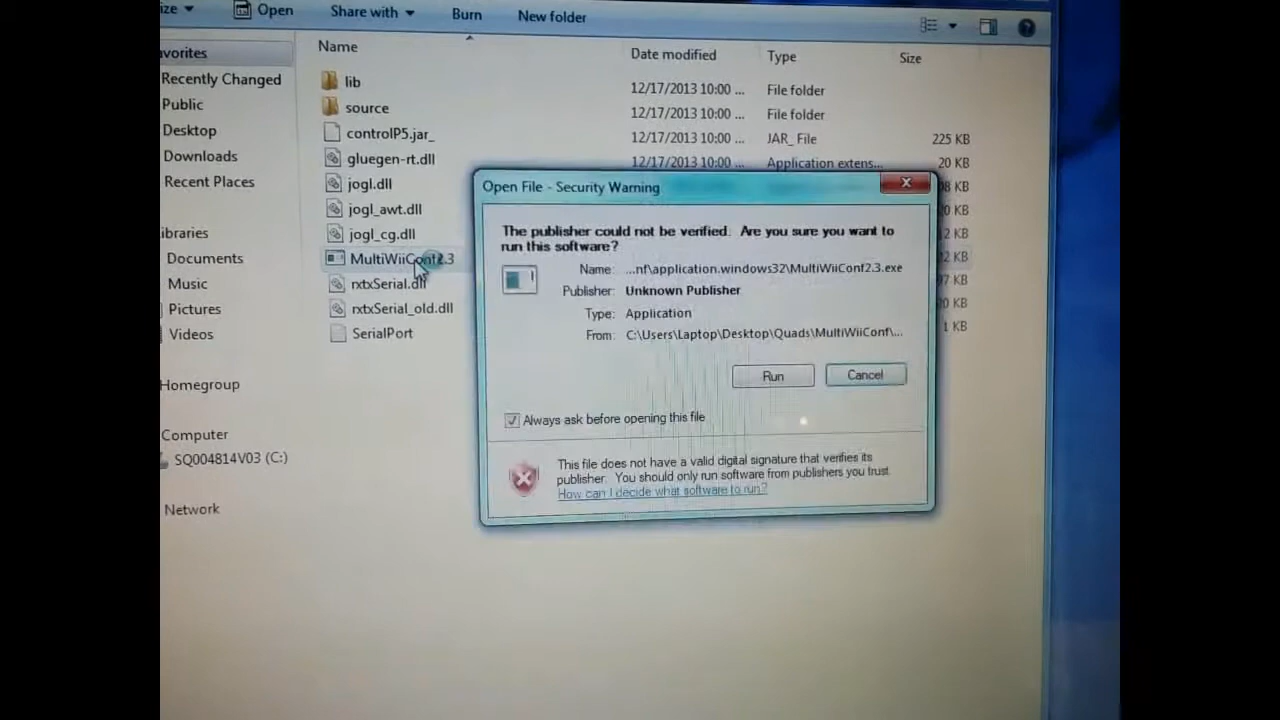 ize
Open
Share with
Burn
New folder
Name
Date modified
Type
Size
avorites
Recently Changed
Public
Desktop
Downloads
Recent Places
ibraries
Documents
Music
Pictures
Videos
Homegroup
Computer
SQ004814V03 (C:)
Network
lib
12/17/2013 10:00 ...
File folder
source
12/17/2013 10:00 ...
File folder
controlP5.jar_
12/17/2013 10:00 ...
JAR_ File
225 KB
gluegen-rt.dll
12/17/2013 10:00 ...
Application extens...
20 KB
jogl.dll
8 KB
jogl_awt.dll
0 KB
jogl_cg.dll
2 KB
MultiWiiConf2.3
2 KB
rxtxSerial.dll
97 KB
rxtxSerial_old.dll
0 KB
SerialPort
1 KB
Open File - Security Warning
The publisher could not be verified. Are you sure you want to
run this software?
Name: ...nf\application.windows32\MultiWiiConf2.3.exe
Publisher: Unknown Publisher
Type: Application
From: C:\Users\Laptop\Desktop\Quads\MultiWiiConf\...
Run
Cancel
Always ask before opening this file
This file does not have a valid digital signature that verifies its
publisher. You should only run software from publishers you trust.
How can I decide what software to run?